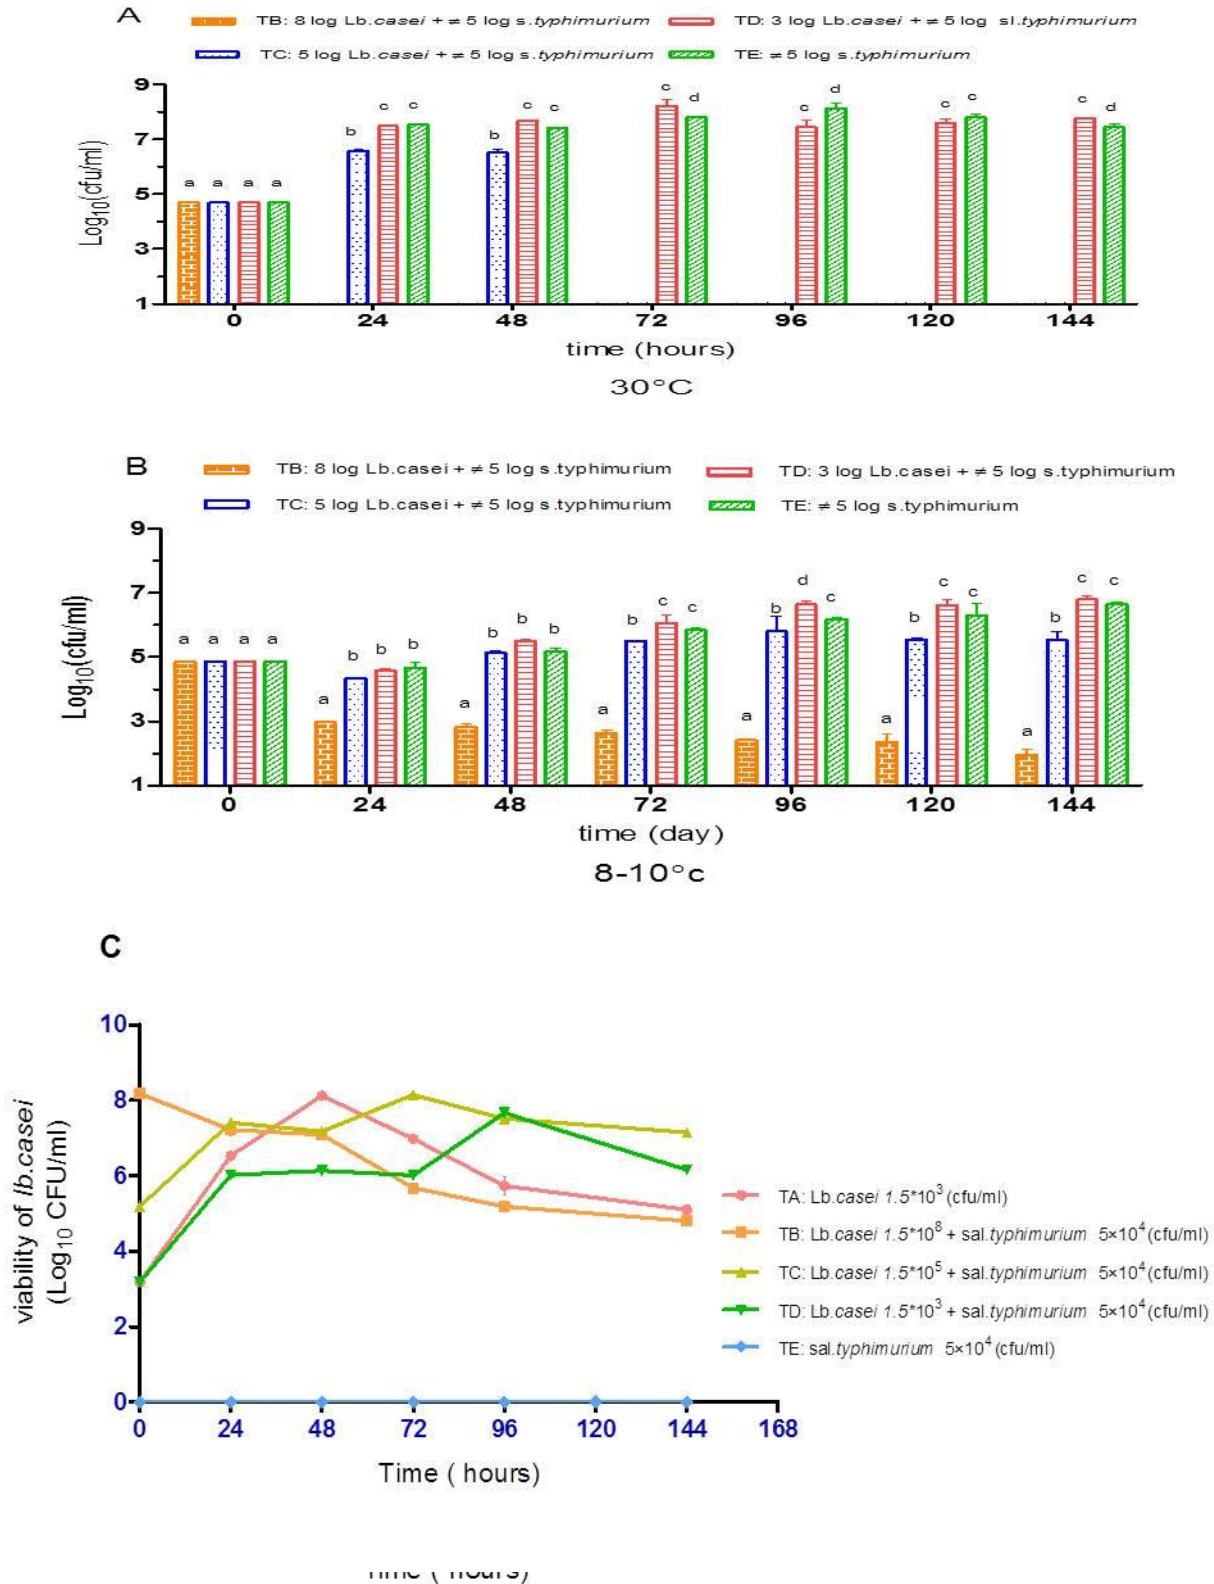 A
TB: 8 log Lb.casei + ≠ 5 log s.typhimurium
TD: 3 log Lb.casei + ≠ 5 log sl.typhimurium
TC: 5 log Lb.casei + ≠ 5 log s.typhimurium
TE: ≠ 5 log s.typhimurium
Log10(cfu/ml)
9
7
5
3
1
a a a a
b c c
b c c
c d
c d
c c
c d
0 24 48 72 96 120 144
time (hours)
30°C
B
TB: 8 log Lb.casei + ≠ 5 log s.typhimurium
TD: 3 log Lb.casei + ≠ 5 log s.typhimurium
TC: 5 log Lb.casei + ≠ 5 log s.typhimurium
TE: ≠ 5 log s.typhimurium
Log10(cfu/ml)
9
7
5
3
1
a a a a
a b b b
a b b b
a b c c
a b d c
a b c c
a b c c
0 24 48 72 96 120 144
time (day)
8-10°c
C
viability of lb.casei
(Log10 CFU/ml)
10
8
6
4
2
0
0 24 48 72 96 120 144 168
Time ( hours)
TA: Lb.casei 1.5*10³ (cfu/ml)
TB: Lb.casei 1.5*10⁸ + sal.typhimurium 5×10⁴ (cfu/ml)
TC: Lb.casei 1.5*10⁵ + sal.typhimurium 5×10⁴ (cfu/ml)
TD: Lb.casei 1.5*10³ + sal.typhimurium 5×10⁴ (cfu/ml)
TE: sal.typhimurium 5×10⁴ (cfu/ml)
Time ( hours)